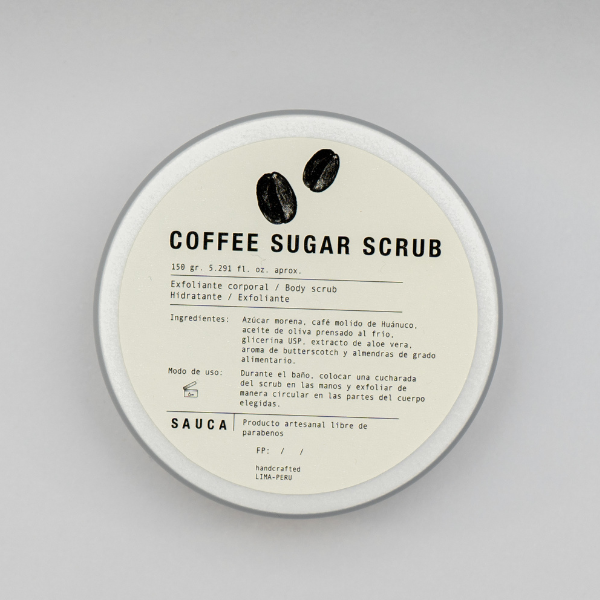 COFFEE SUGAR SCRUB
150 gr. 5.291 fl. oz. aprox.
Exfoliante corporal / Body scrub
Hidratante / Exfoliante
Ingredientes: Azúcar morena, café molido de Huánuco,
aceite de oliva prensado al frío,
glicerina USP, extracto de aloe vera,
aroma de butterscotch y almendras de grado
alimentario.
Modo de uso: Durante el baño, colocar una cucharada
del scrub en las manos y exfoliar de
manera circular en las partes del cuerpo
elegidas.
SAUCA Producto artesanal libre de
parabenos
FP: / /
handcrafted
LIMA-PERU